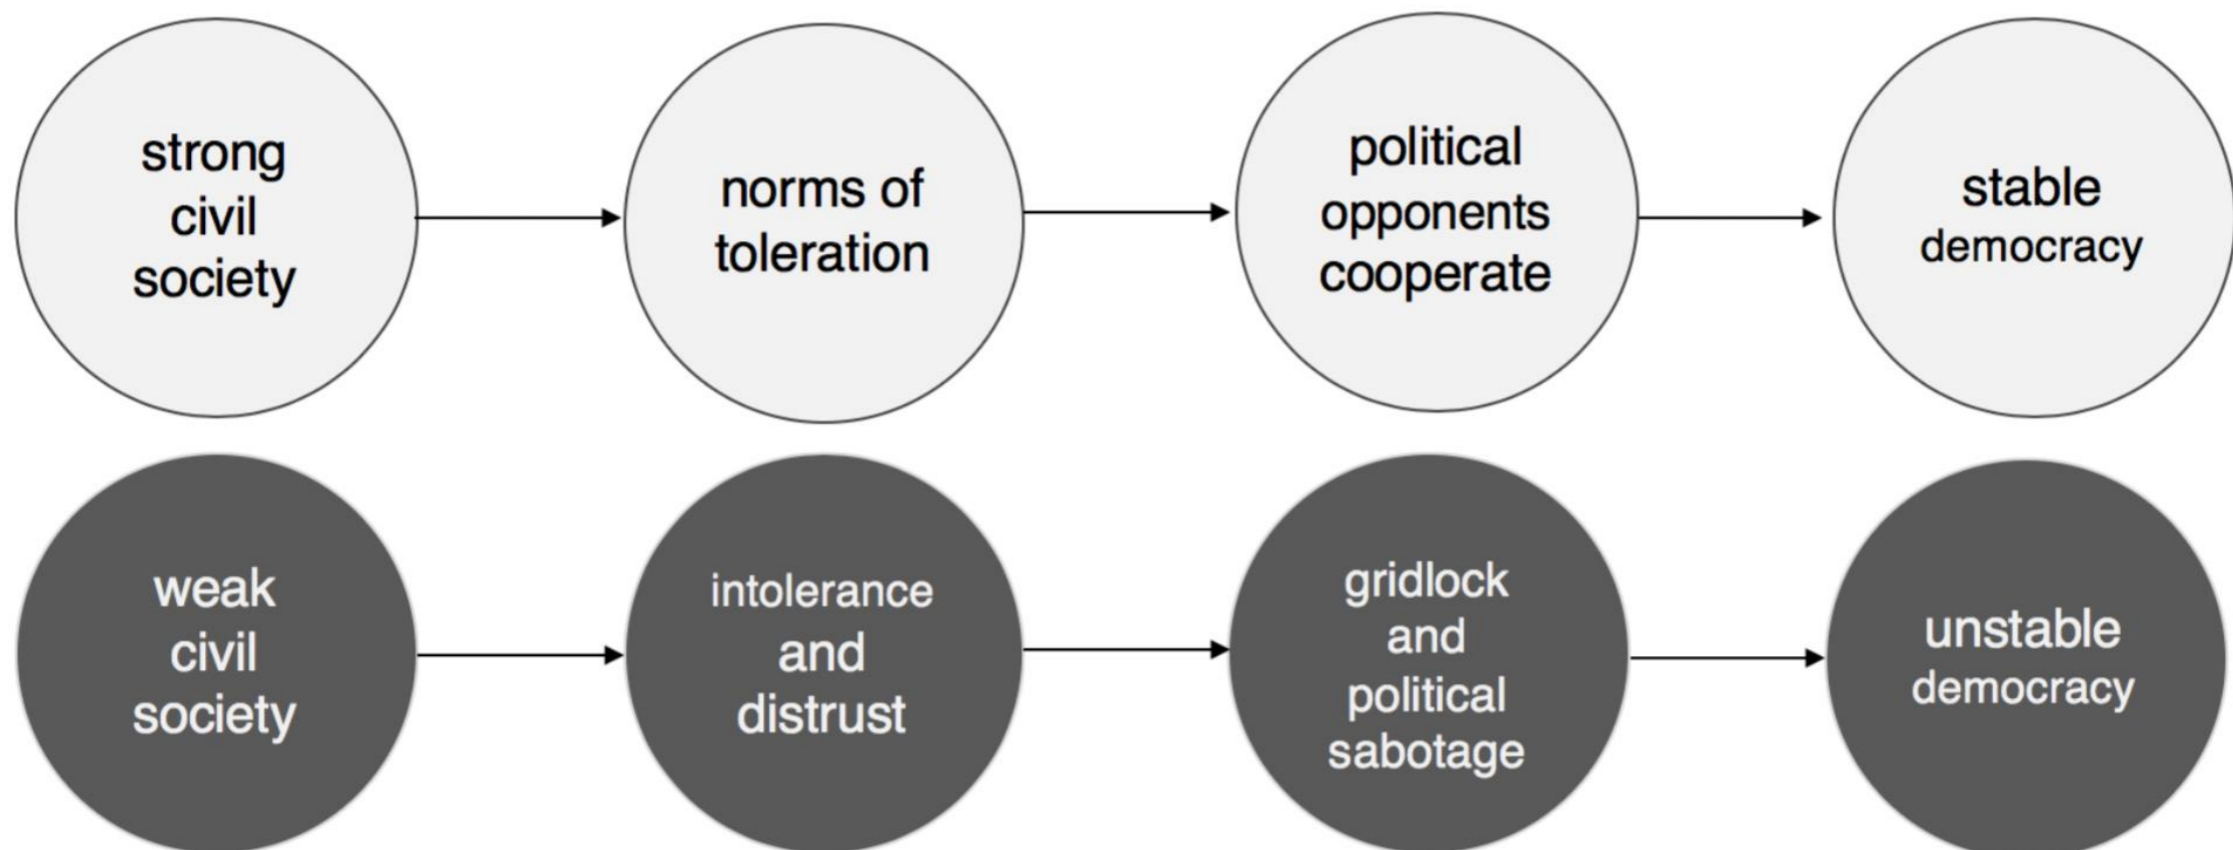 strong
civil
society
norms of
toleration
political
opponents
cooperate
stable
democracy
weak
civil
society
intolerance
and
distrust
gridlock
and
political
sabotage
unstable
democracy